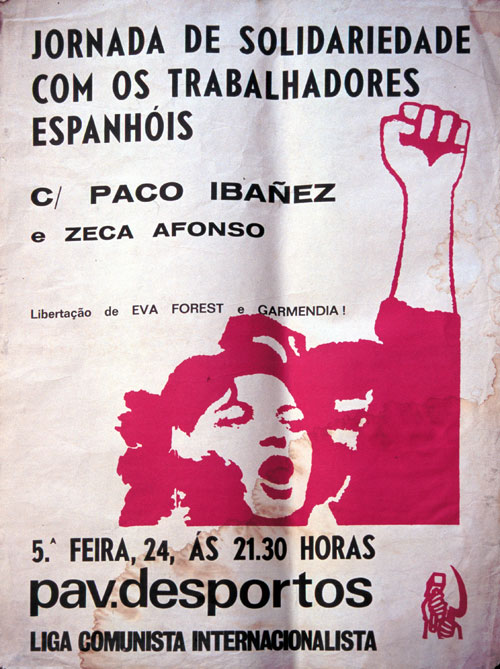 JORNADA DE SOLIDARIEDADE
COM OS TRABALHADORES
ESPANHÓIS
C/ PACO IBAÑEZ
e ZECA AFONSO
Libertação de EVA FOREST e GARMENDIA !
5.ª FEIRA, 24, ÁS 21.30 HORAS
pav.desportos
LIGA COMUNISTA INTERNACIONALISTA